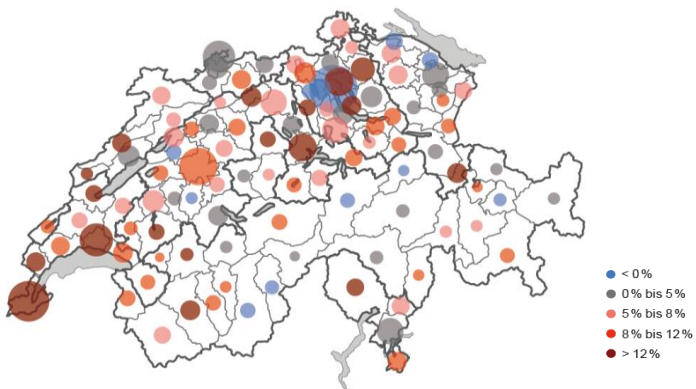 < 0 %
0 % bis 5 %
5 % bis 8 %
8 % bis 12 %
> 12 %